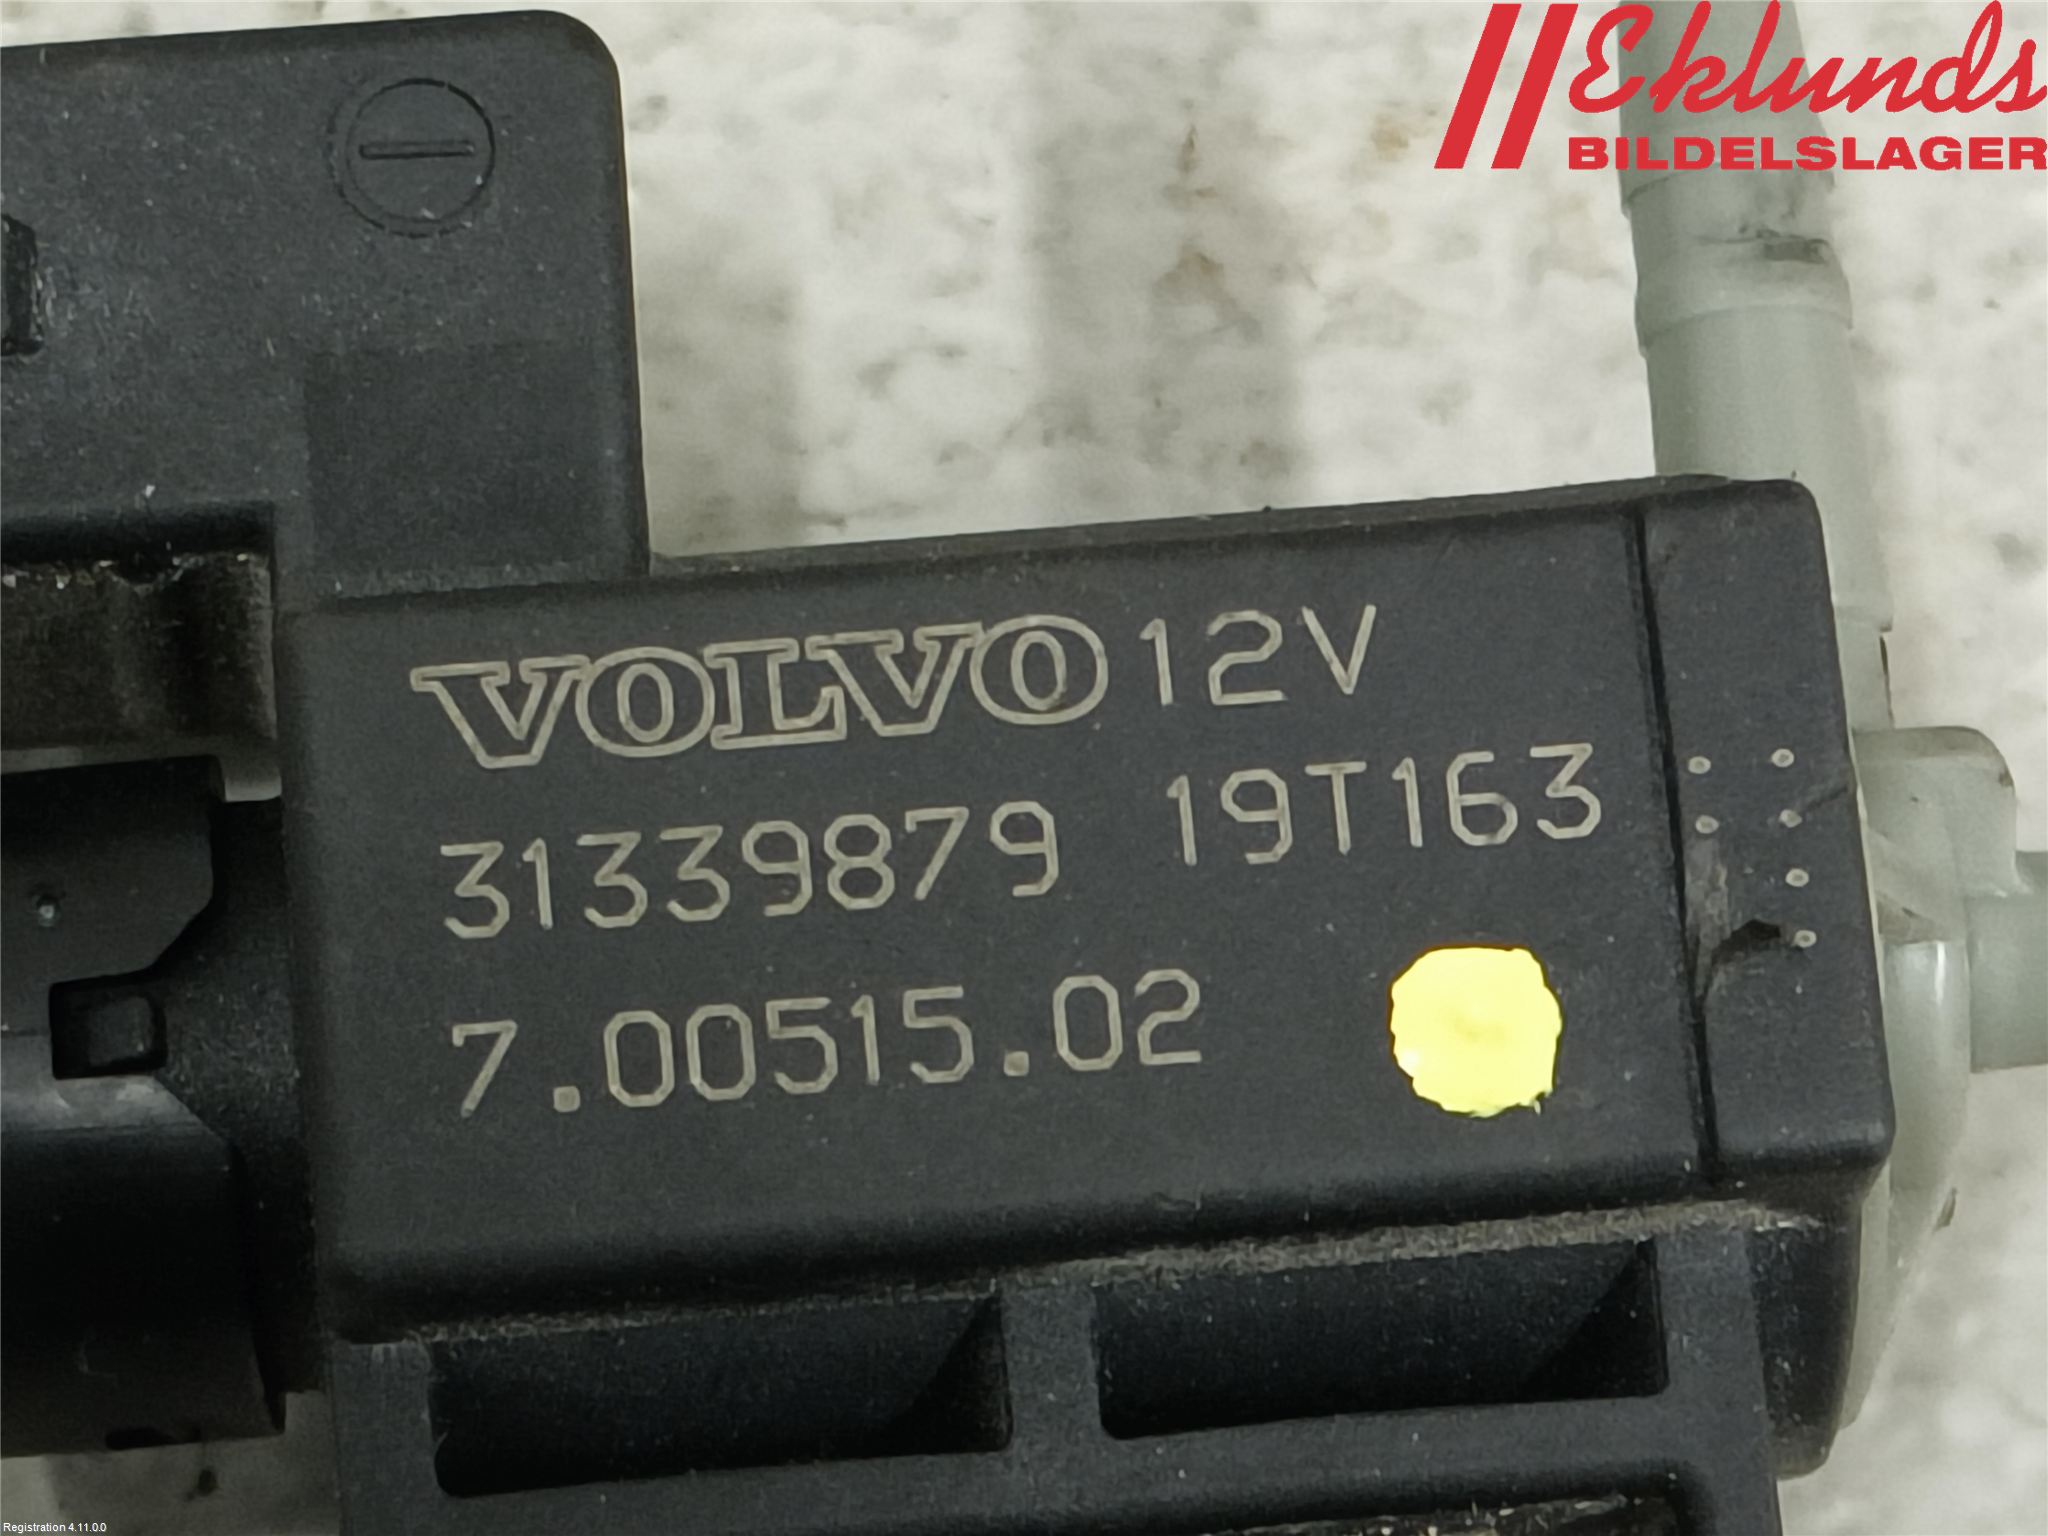 Eklunds
BILDELSLAGER
VOLVO 12V
31339879 19T163
7.00515.02
Registration 4.11.0.0